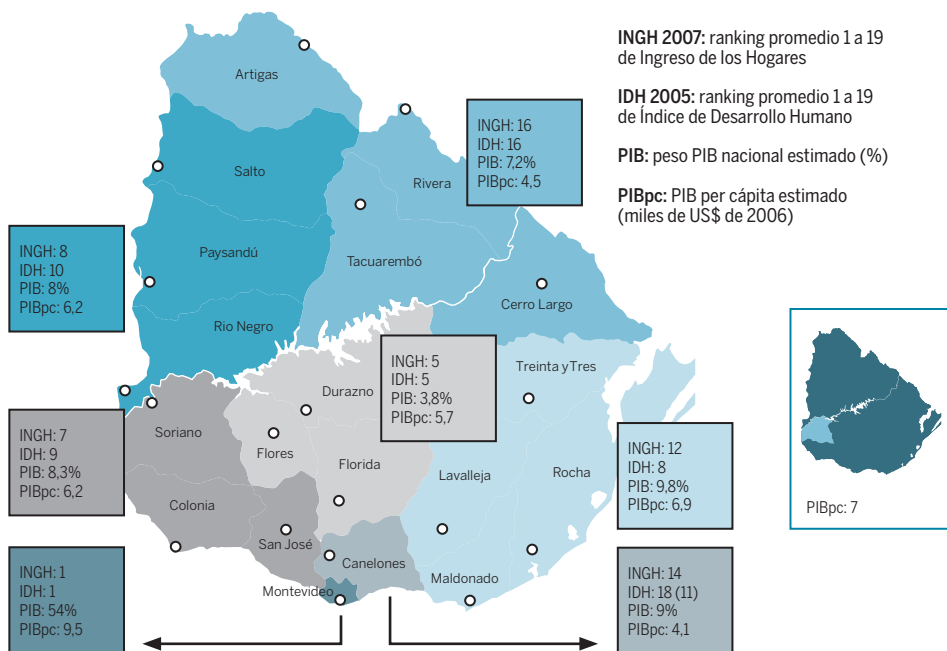 INGH 2007: ranking promedio 1 a 19
de Ingreso de los Hogares
IDH 2005: ranking promedio 1 a 19
de Índice de Desarrollo Humano
PIB: peso PIB nacional estimado (%)
PIBpc: PIB per cápita estimado
(miles de US$ de 2006)
Artigas
Salto
Rivera
INGH: 16
IDH: 16
PIB: 7,2%
PIBpc: 4,5
Paysandú
Tacuarembó
Cerro Largo
Rio Negro
INGH: 8
IDH: 10
PIB: 8%
PIBpc: 6,2
Durazno
INGH: 5
IDH: 5
PIB: 3,8%
PIBpc: 5,7
Treinta yTres
Soriano
Flores
Florida
Lavalleja
Rocha
INGH: 7
IDH: 9
PIB: 8,3%
PIBpc: 6,2
INGH: 12
IDH: 8
PIB: 9,8%
PIBpc: 6,9
PIBpc: 7
Colonia
San José
Canelones
Maldonado
Montevideo
INGH: 1
IDH: 1
PIB: 54%
PIBpc: 9,5
INGH: 14
IDH: 18 (11)
PIB: 9%
PIBpc: 4,1